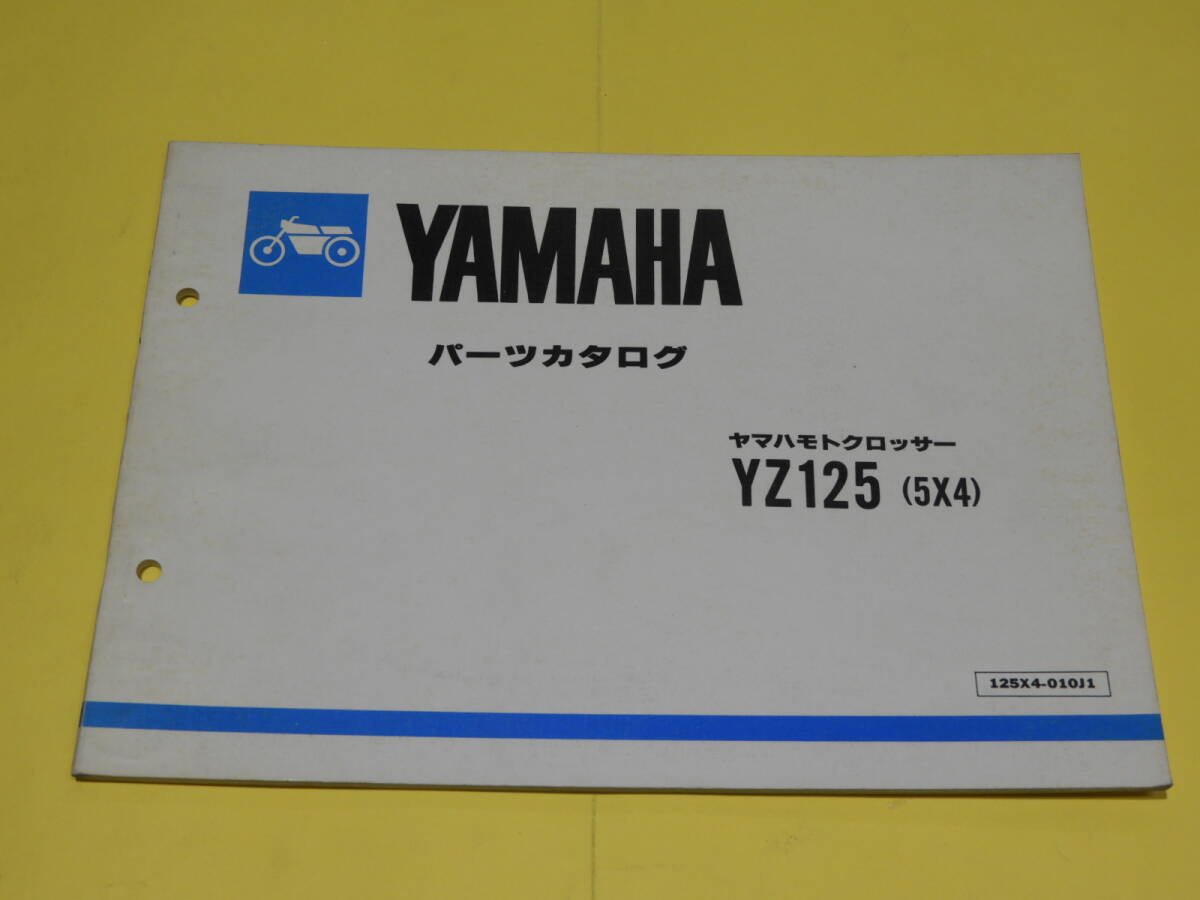 YAMAHA
パーツカタログ
ヤマハモトクロッサー
YZ125 (5X4)
125X4-010J1